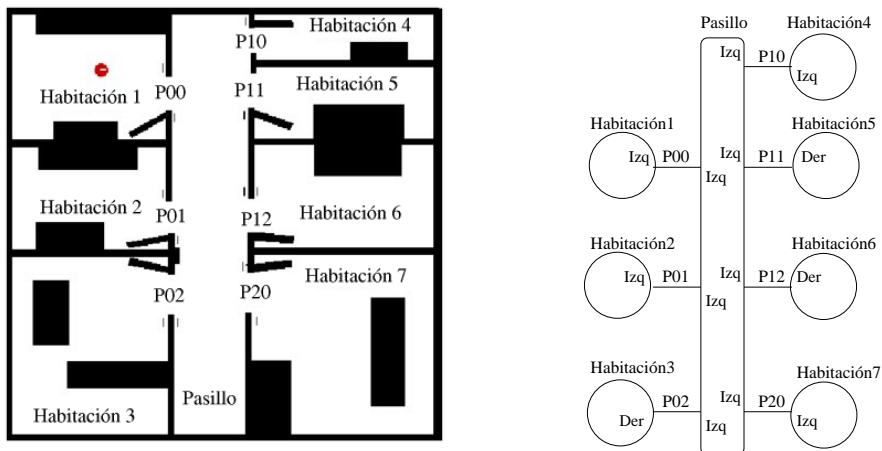 Habitación 4
P10
Habitación 5
Habitación 1
P00
P11
Habitación 2
P01
P12
Habitación 6
Habitación 7
P02
P20
Pasillo
Habitación 3
Pasillo
Habitación4
Izq
P10
Izq
Habitación1
Habitación5
Izq
P00
Izq
Izq
P11
Der
Habitación2
Habitación6
Izq
P01
Izq
Izq
P12
Der
Habitación3
Habitación7
Der
P02
Izq
Izq
P20
Izq